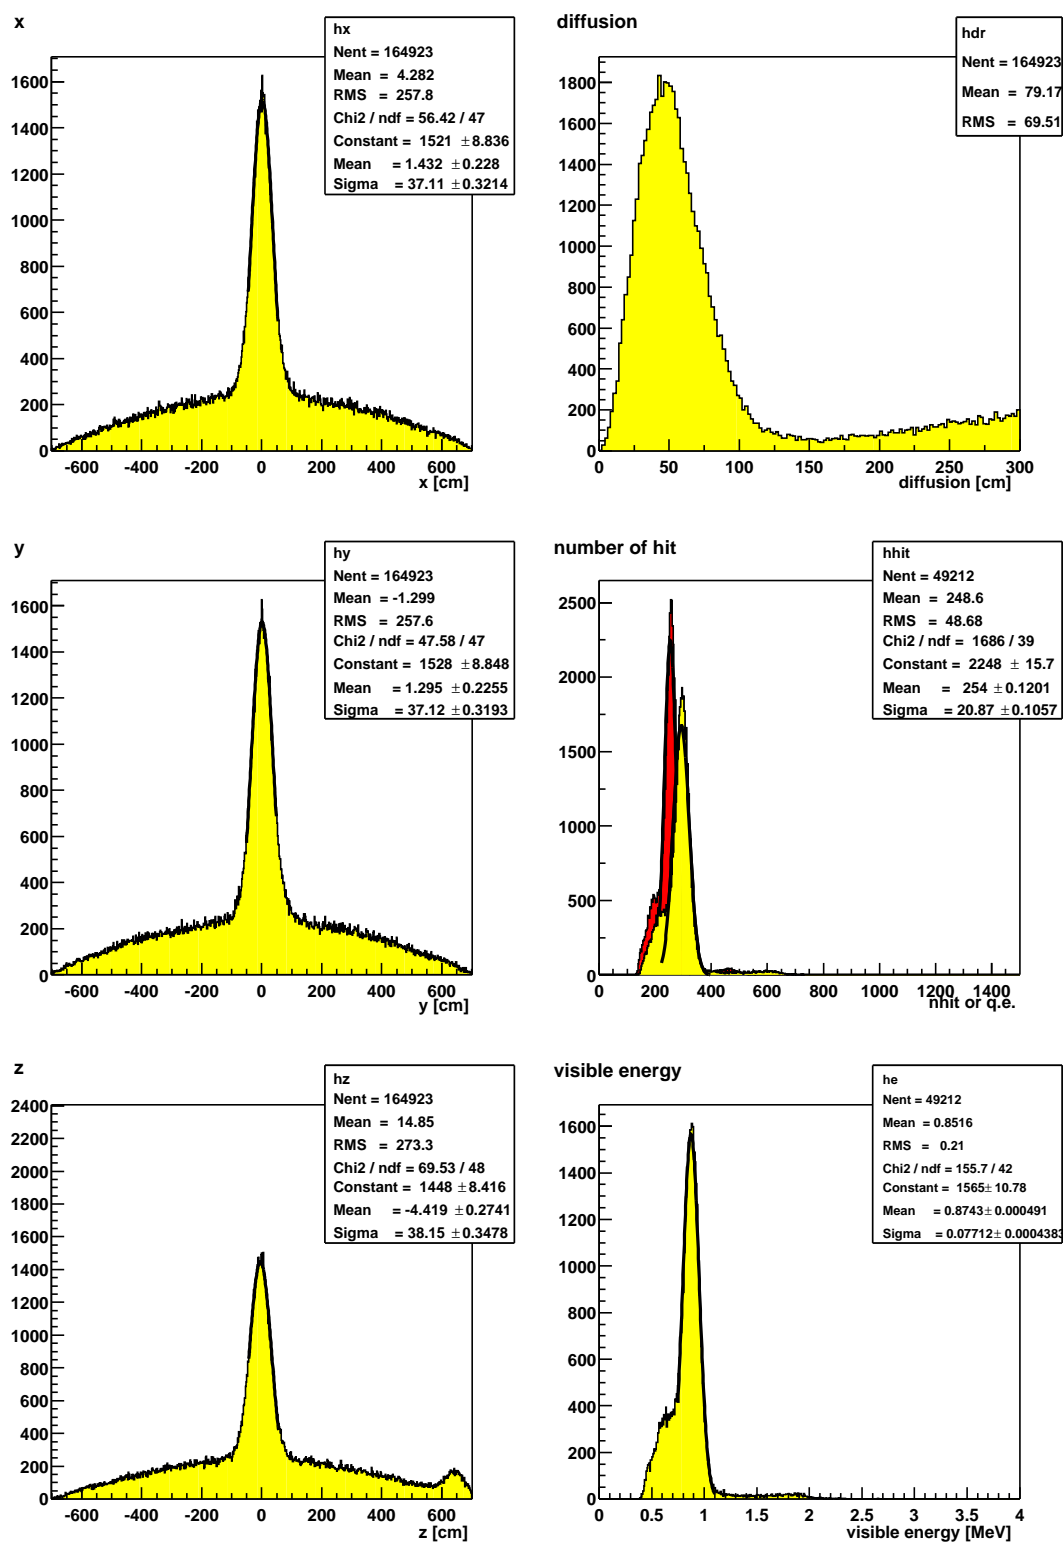 x
hx
Nent = 164923
Mean = 4.282
RMS = 257.8
Chi2 / ndf = 56.42 / 47
Constant = 1521 ±8.836
Mean = 1.432 ±0.228
Sigma = 37.11 ±0.3214
1600
1400
1200
1000
800
600
400
200
0
-600 -400 -200 0 200 400 600
x [cm]
diffusion
hdr
Nent = 164923
Mean = 79.17
RMS = 69.51
1800
1600
1400
1200
1000
800
600
400
200
0
0 50 100 150 200 250 300
diffusion [cm]
y
hy
Nent = 164923
Mean = -1.299
RMS = 257.6
Chi2 / ndf = 47.58 / 47
Constant = 1528 ±8.848
Mean = 1.295 ±0.2255
Sigma = 37.12 ±0.3193
1600
1400
1200
1000
800
600
400
200
0
-600 -400 -200 0 200 400 600
y [cm]
number of hit
hhit
Nent = 49212
Mean = 248.6
RMS = 48.68
Chi2 / ndf = 1686 / 39
Constant = 2248 ± 15.7
Mean = 254 ±0.1201
Sigma = 20.87 ±0.1057
2500
2000
1500
1000
500
0
0 200 400 600 800 1000 1200 1400
nhit or q.e.
z
hz
Nent = 164923
Mean = 14.85
RMS = 273.3
Chi2 / ndf = 69.53 / 48
Constant = 1448 ±8.416
Mean = -4.419 ±0.2741
Sigma = 38.15 ±0.3478
2400
2200
2000
1800
1600
1400
1200
1000
800
600
400
200
0
-600 -400 -200 0 200 400 600
z [cm]
visible energy
he
Nent = 49212
Mean = 0.8516
RMS = 0.21
Chi2 / ndf = 155.7 / 42
Constant = 1565± 10.78
Mean = 0.8743± 0.000491
Sigma = 0.07712± 0.0004383
1600
1400
1200
1000
800
600
400
200
0
0 0.5 1 1.5 2 2.5 3 3.5 4
visible energy [MeV]